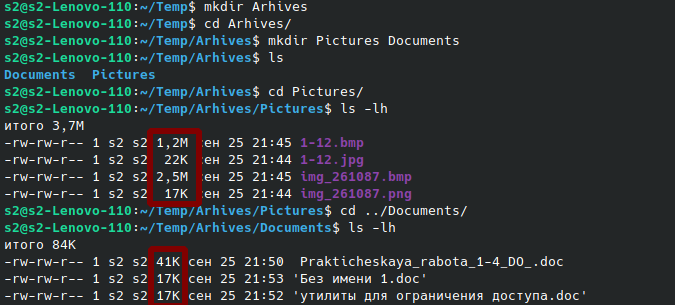 s2@s2-Lenovo-110:~/Temp$ mkdir Arhives
s2@s2-Lenovo-110:~/Temp$ cd Arhives/
s2@s2-Lenovo-110:~/Temp/Arhives$ mkdir Pictures Documents
s2@s2-Lenovo-110:~/Temp/Arhives$ ls
Documents  Pictures
s2@s2-Lenovo-110:~/Temp/Arhives$ cd Pictures/
s2@s2-Lenovo-110:~/Temp/Arhives/Pictures$ ls -lh
итого 3,7M
-rw-rw-r-- 1 s2 s2 1,2M сен 25 21:45 1-12.bmp
-rw-rw-r-- 1 s2 s2  22K сен 25 21:44 1-12.jpg
-rw-rw-r-- 1 s2 s2 2,5M сен 25 21:45 img_261087.bmp
-rw-rw-r-- 1 s2 s2  17K сен 25 21:44 img_261087.png
s2@s2-Lenovo-110:~/Temp/Arhives/Pictures$ cd ../Documents/
s2@s2-Lenovo-110:~/Temp/Arhives/Documents$ ls -lh
итого 84K
-rw-rw-r-- 1 s2 s2 41K сен 25 21:50  Prakticheskaya_rabota_1-4_DO_.doc
-rw-rw-r-- 1 s2 s2 17K сен 25 21:53 'Без имени 1.doc'
-rw-rw-r-- 1 s2 s2 17K сен 25 21:52 'утилиты для ограничения доступа.doc'